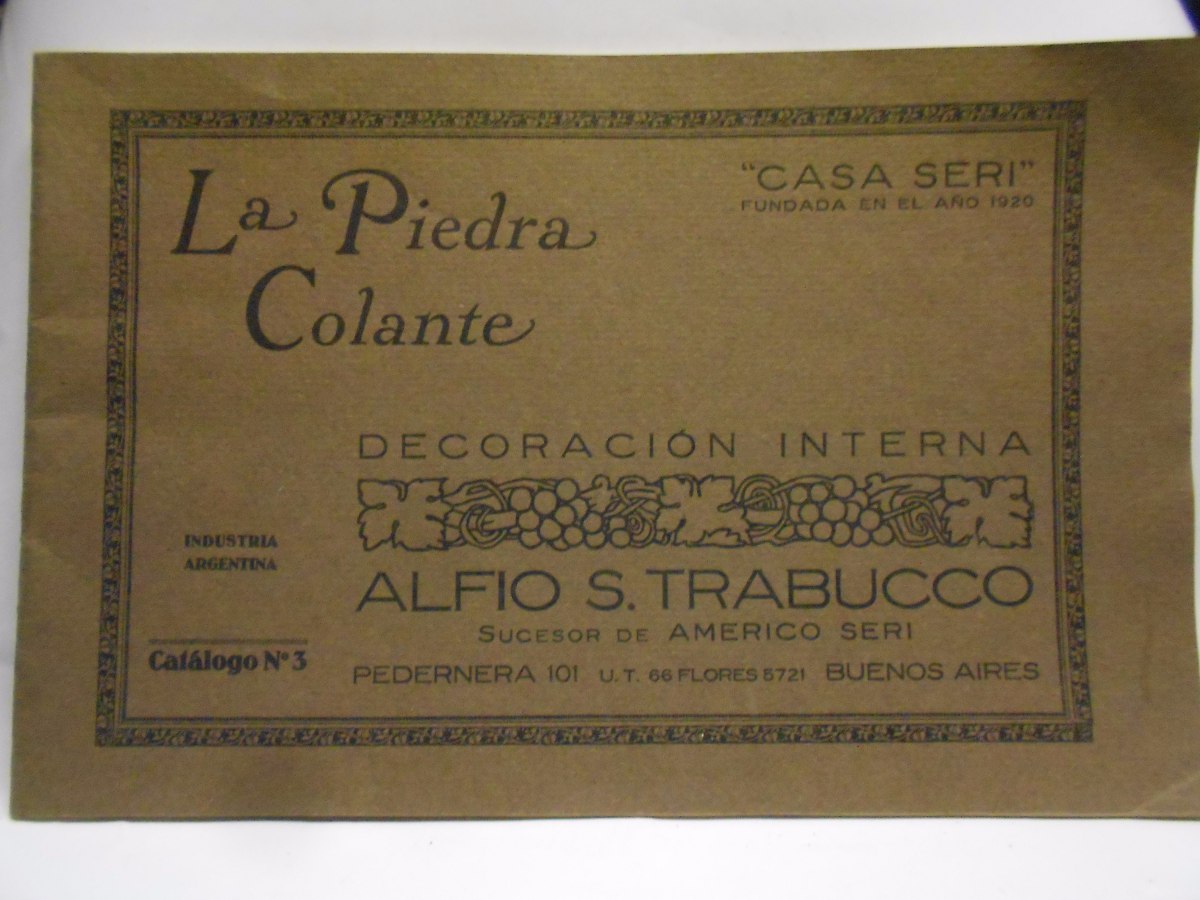 La Piedra
Colante
"CASA SERI"
FUNDADA EN EL AÑO 1920
DECORACIÓN INTERNA
INDUSTRIA
ARGENTINA
ALFIO S. TRABUCCO
SUCESOR DE AMERICO SERI
Catálogo Nº 3
PEDERNERA 101 U.T. 66 FLORES 5721 BUENOS AIRES